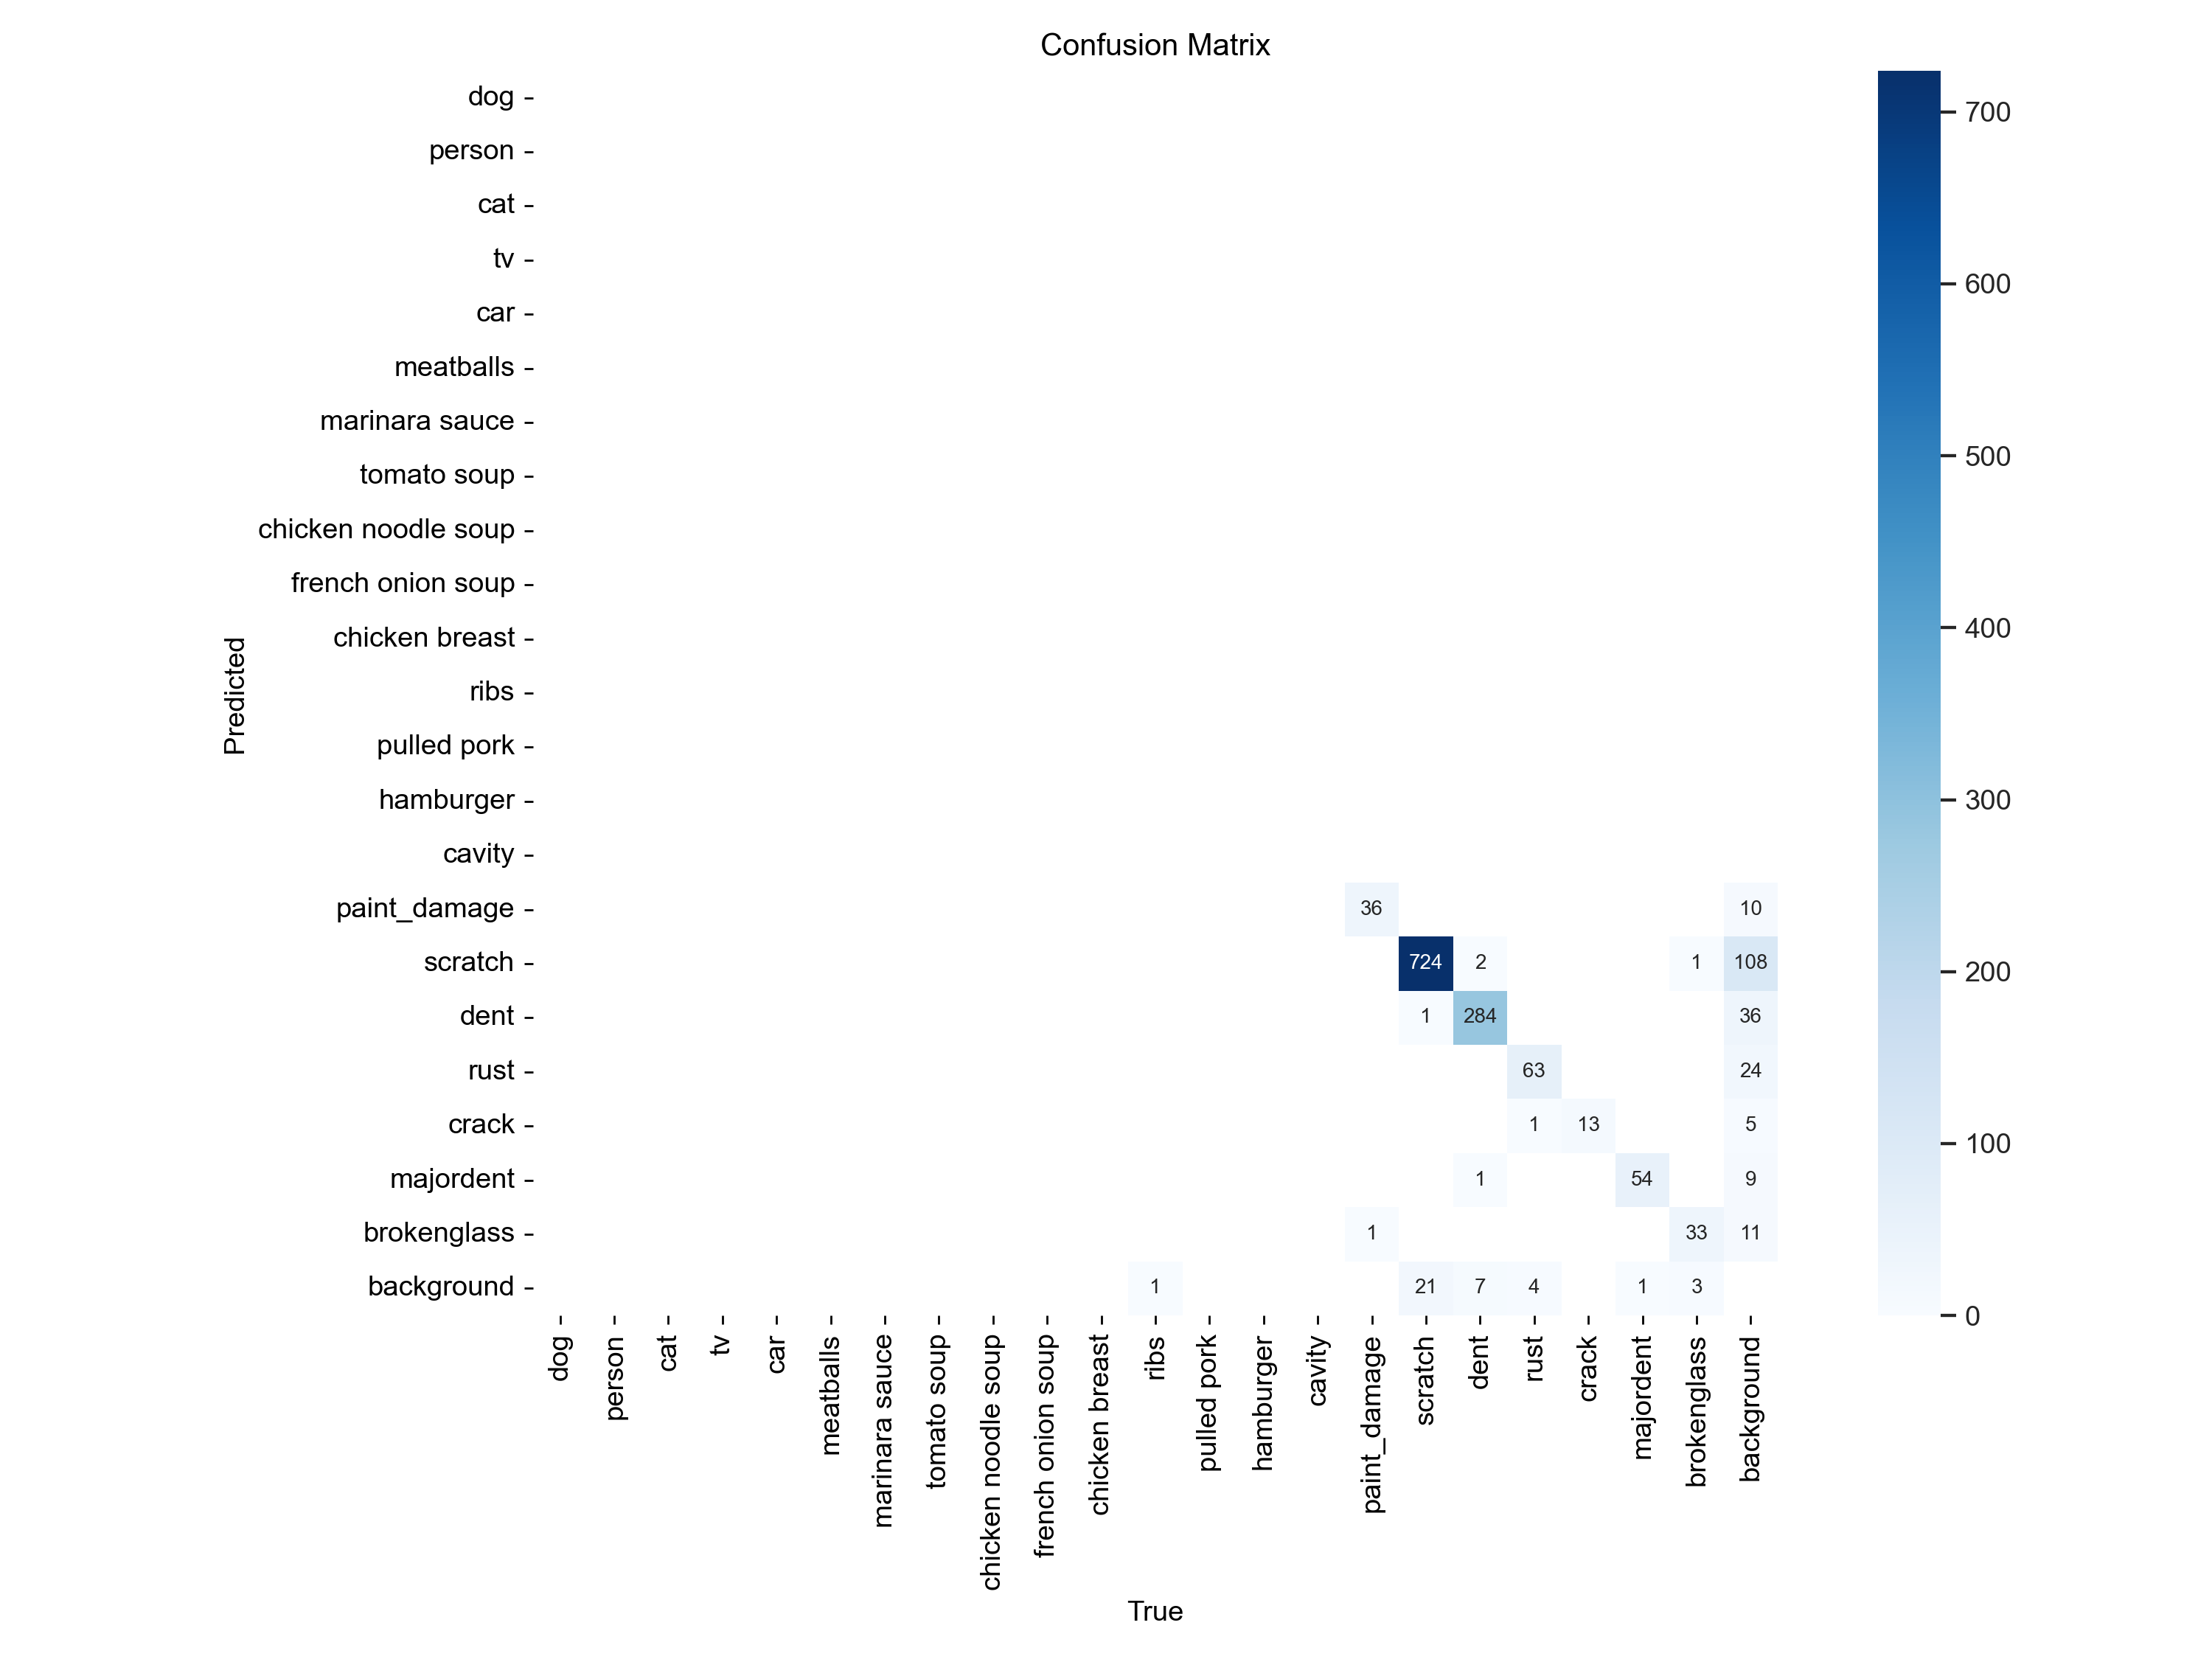 Confusion Matrix
dog
person
cat
tv
car
meatballs
marinara sauce
tomato soup
chicken noodle soup
french onion soup
chicken breast
ribs
pulled pork
hamburger
cavity
paint_damage 36 10
scratch 724 2 1 108
dent 1 284 36
rust 63 24
crack 1 13 5
majordent 1 54 9
brokenglass 1 33 11
background 1 21 7 4 1 3
Predicted
dog
person
cat
tv
car
meatballs
marinara sauce
tomato soup
chicken noodle soup
french onion soup
chicken breast
ribs
pulled pork
hamburger
cavity
paint_damage
scratch
dent
rust
crack
majordent
brokenglass
background
True
700
600
500
400
300
200
100
0